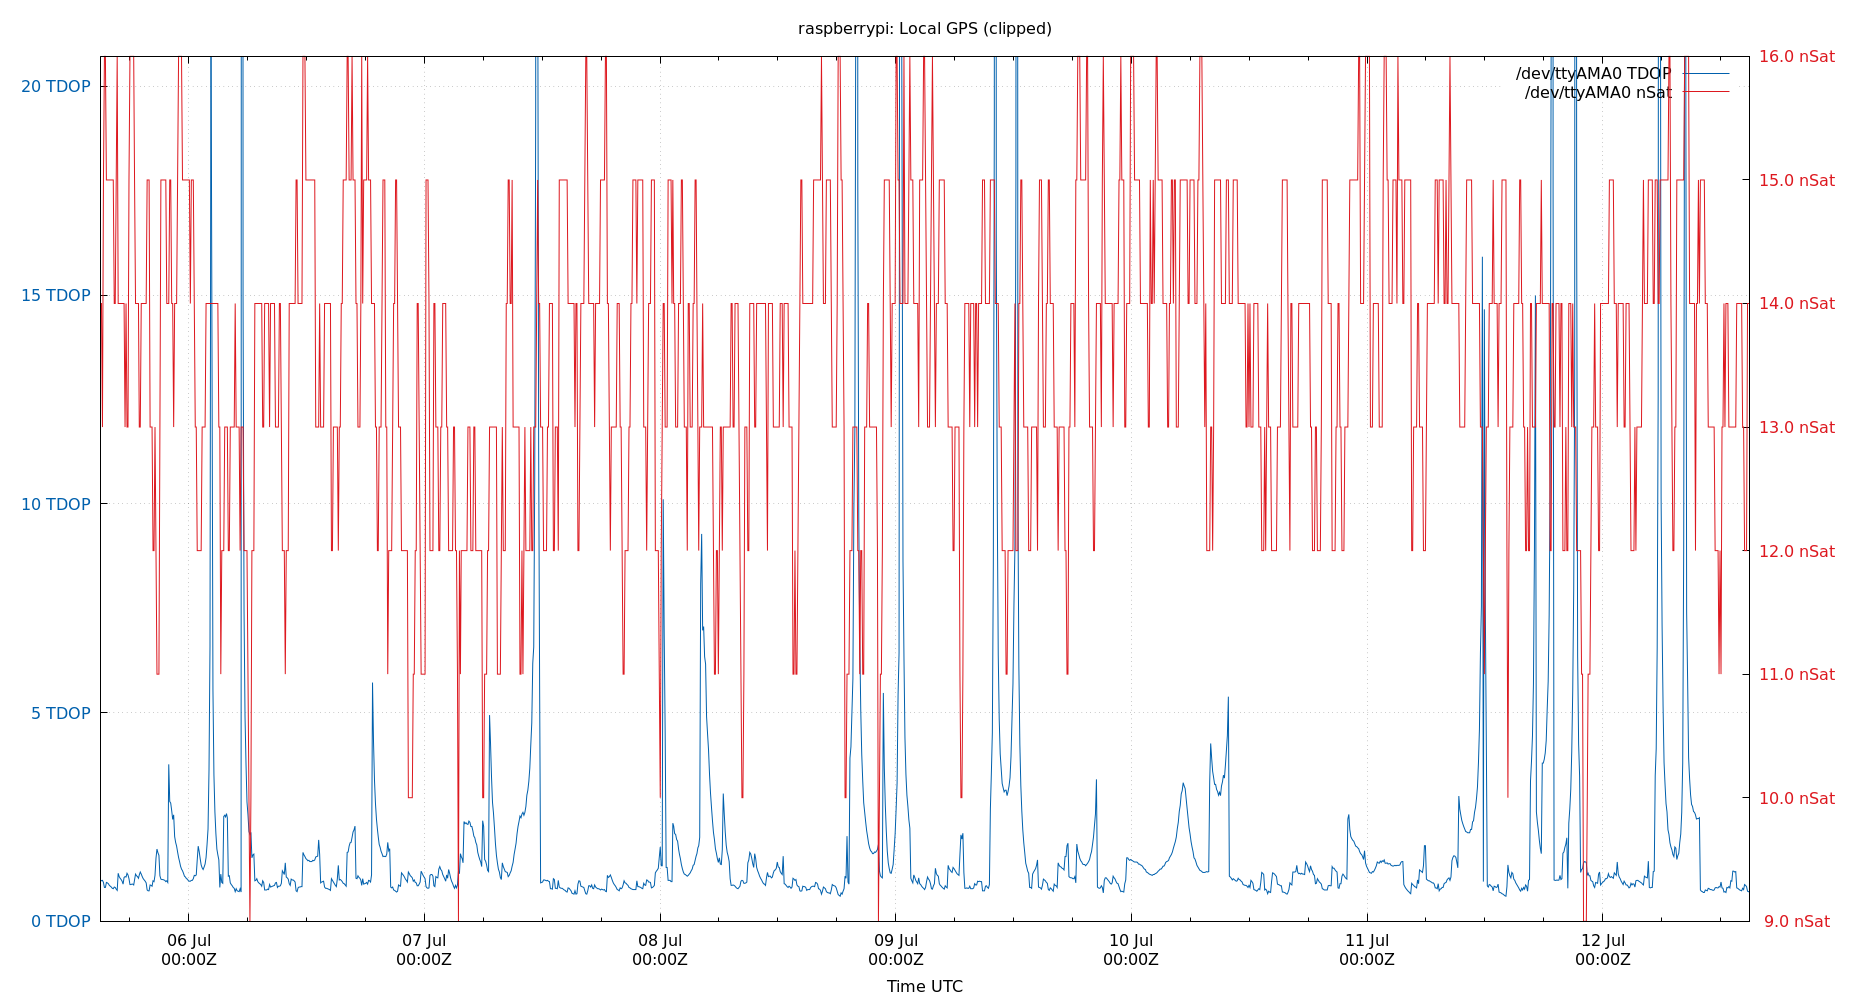 raspberrypi: Local GPS (clipped)
/dev/ttyAMA0 TDOP
/dev/ttyAMA0 nSat
20 TDOP
15 TDOP
10 TDOP
5 TDOP
0 TDOP
16.0 nSat
15.0 nSat
14.0 nSat
13.0 nSat
12.0 nSat
11.0 nSat
10.0 nSat
9.0 nSat
06 Jul
00:00Z
07 Jul
00:00Z
08 Jul
00:00Z
09 Jul
00:00Z
10 Jul
00:00Z
11 Jul
00:00Z
12 Jul
00:00Z
Time UTC